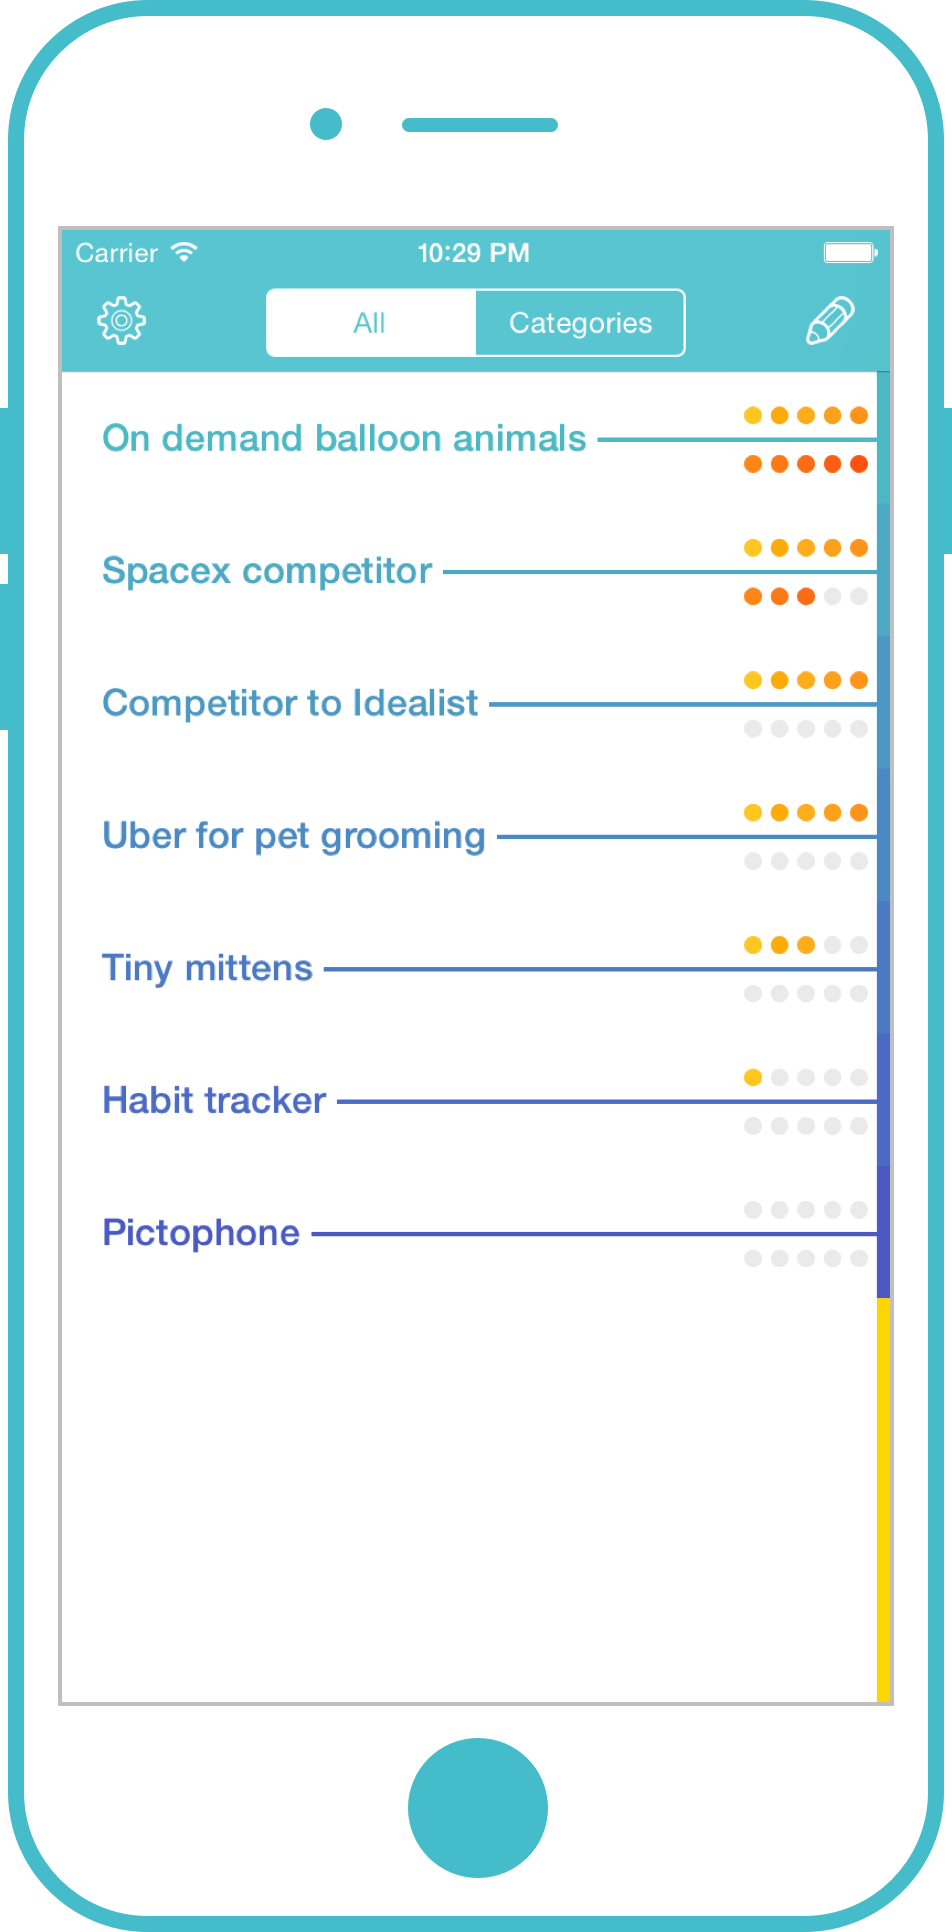 Carrier 10:29 PM
All Categories
On demand balloon animals
Spacex competitor
Competitor to Idealist
Uber for pet grooming
Tiny mittens
Habit tracker
Pictophone